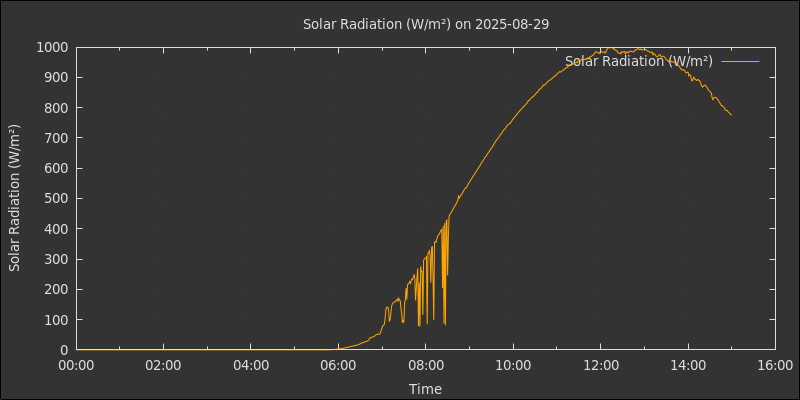 Solar Radiation (W/m²) on 2025-08-29
Solar Radiation (W/m²)
Solar Radiation (W/m²)
1000
900
800
700
600
500
400
300
200
100
0
00:00 02:00 04:00 06:00 08:00 10:00 12:00 14:00 16:00
Time